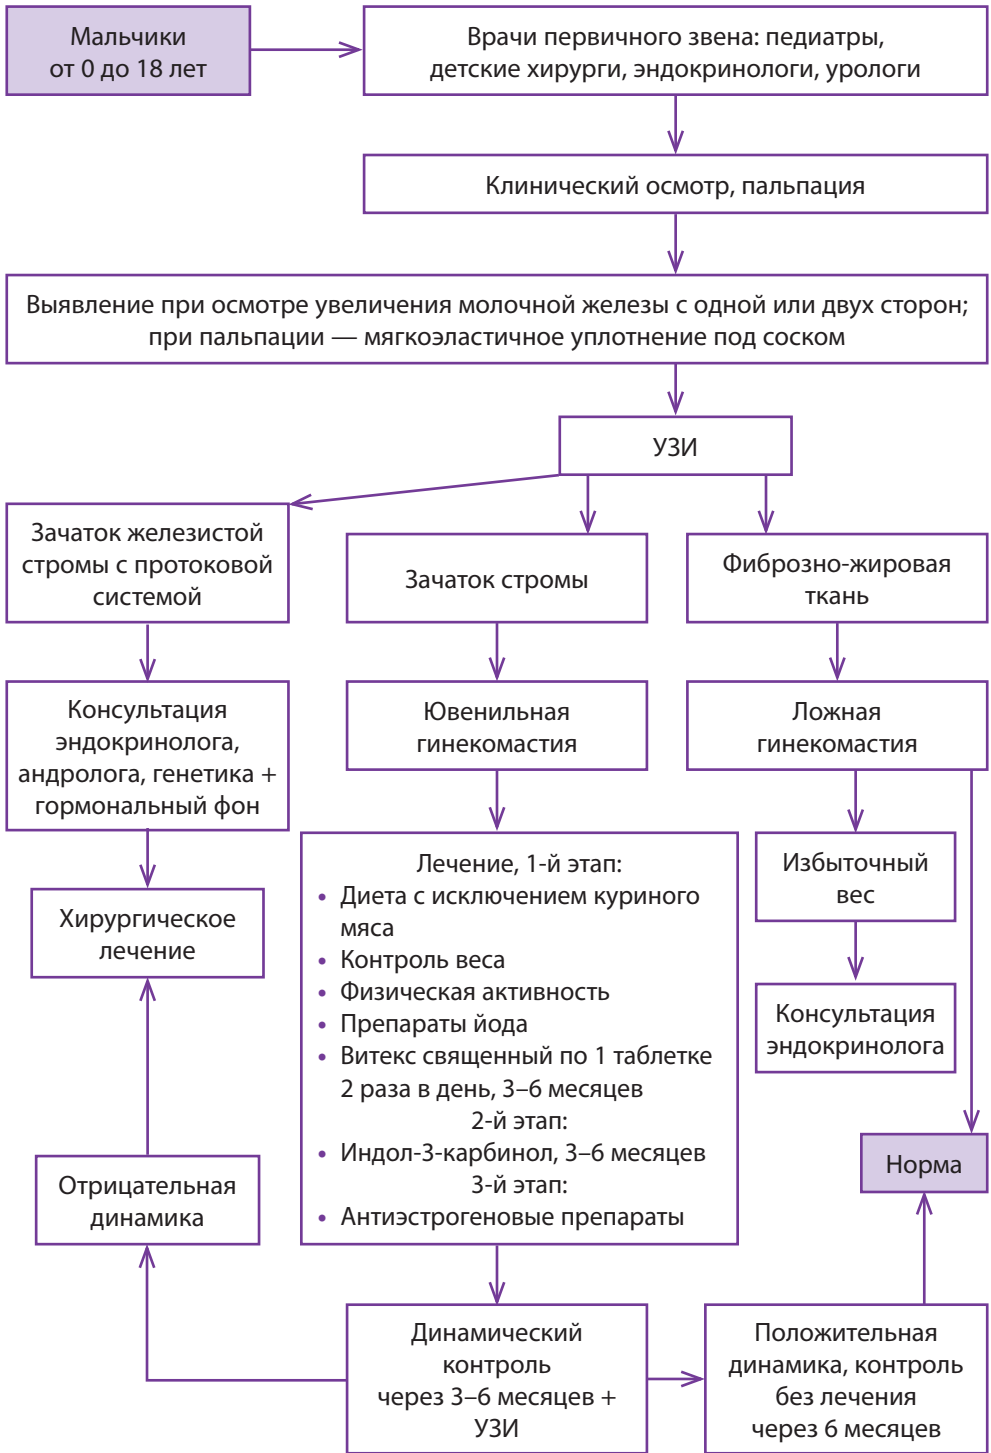 Мальчики
от 0 до 18 лет
Врачи первичного звена: педиатры,
детские хирурги, эндокринологи, урологи
Клинический осмотр, пальпация
Выявление при осмотре увеличения молочной железы с одной или двух сторон;
при пальпации — мягкоэластичное уплотнение под соском
УЗИ
Зачаток железистой
стромы с протоковой
системой
Зачаток стромы
Фиброзно-жировая
ткань
Консультация
эндокринолога,
андролога, генетика +
гормональный фон
Ювенильная
гинекомастия
Ложная
гинекомастия
Хирургическое
лечение
Лечение, 1-й этап:
• Диета с исключением куриного
мяса
• Контроль веса
• Физическая активность
• Препараты йода
• Витекс священный по 1 таблетке
2 раза в день, 3–6 месяцев
2-й этап:
• Индол-3-карбинол, 3–6 месяцев
3-й этап:
• Антиэстрогеновые препараты
Избыточный
вес
Консультация
эндокринолога
Норма
Отрицательная
динамика
Динамический
контроль
через 3–6 месяцев +
УЗИ
Положительная
динамика, контроль
без лечения
через 6 месяцев